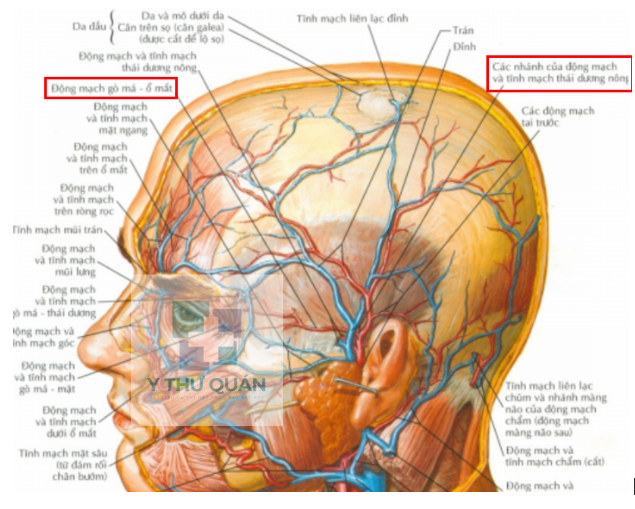 Da đầu
Da và mô dưới da
Cân trên sọ (cân galea)
(được cắt để lộ sọ)
Động mạch và tĩnh mạch
thái dương nông
Động mạch gò má - ổ mắt
Động mạch
và tĩnh mạch
mặt ngang
Động mạch
và tĩnh mạch
trên ổ mắt
Động mạch
và tĩnh mạch
trên ròng rọc
Tĩnh mạch mũi trán
Động mạch
và tĩnh mạch
mũi lưng
Động mạch
và tĩnh mạch
gò má - thái dương
Động mạch và
tĩnh mạch góc
Động mạch
và tĩnh mạch
gò má - mặt
Động mạch
và tĩnh mạch
dưới ổ mắt
Tĩnh mạch mặt sâu
(từ đám rối
chân bướm)
Tĩnh mạch liên lạc đỉnh
Trán
Đỉnh
Các nhánh của động mạch
và tĩnh mạch thái dương nông
Các động mạch
tai trước
Tĩnh mạch liên lạc
chũm và nhánh màng
não của động mạch
chẩm (động mạch
màng não sau)
Động mạch và
tĩnh mạch chẩm (cắt)
Động mạch và
Y THƯ QUÁN